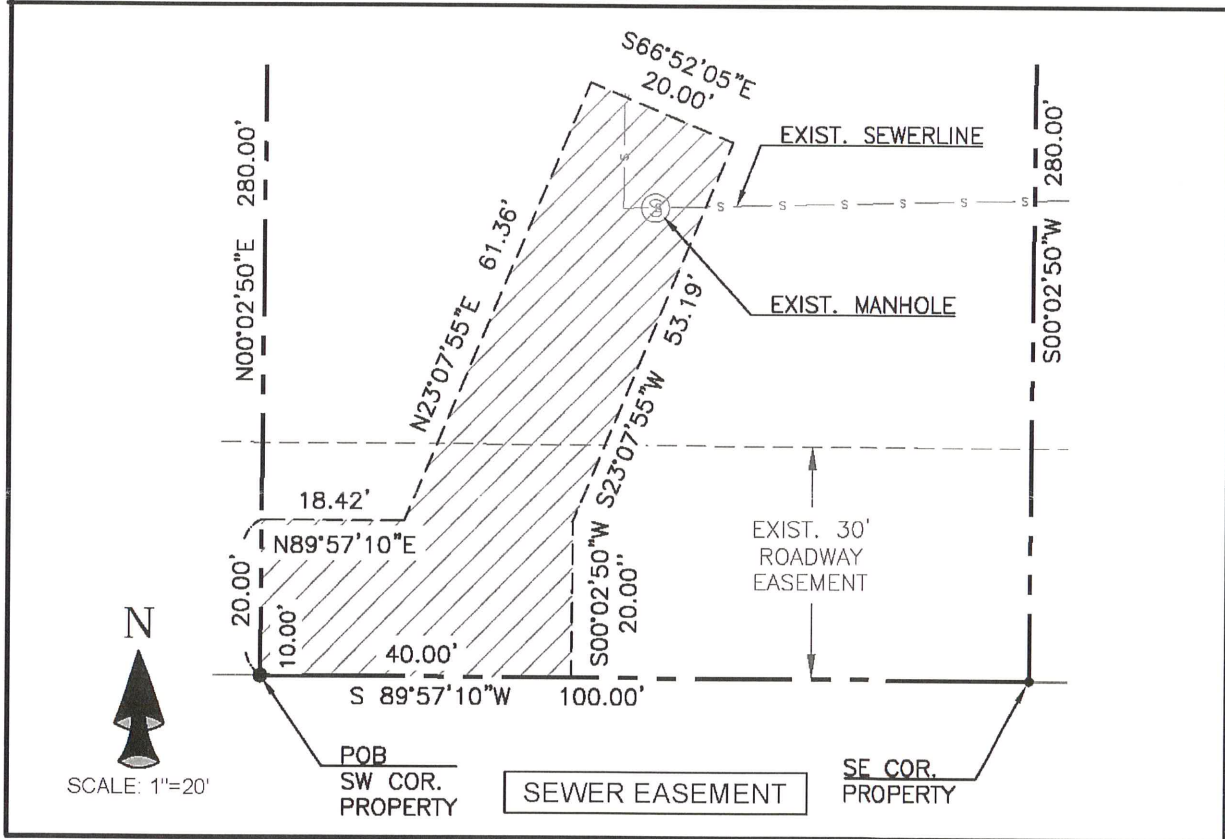 S66°52'05"E
20.00'
EXIST. SEWERLINE
N00°02'50"E 280.00'
S00°02'50"W 280.00'
S
S
S
S
S
S
S
S
N23°07'55"E 61.36'
S23°07'55"W 53.19'
EXIST. MANHOLE
18.42'
N89°57'10"E
20.00'
10.00'
40.00'
S00°02'50"W
20.00"
EXIST. 30'
ROADWAY
EASEMENT
S 89°57'10"W 100.00'
N
SCALE: 1"=20'
POB
SW COR.
PROPERTY
SEWER EASEMENT
SE COR.
PROPERTY